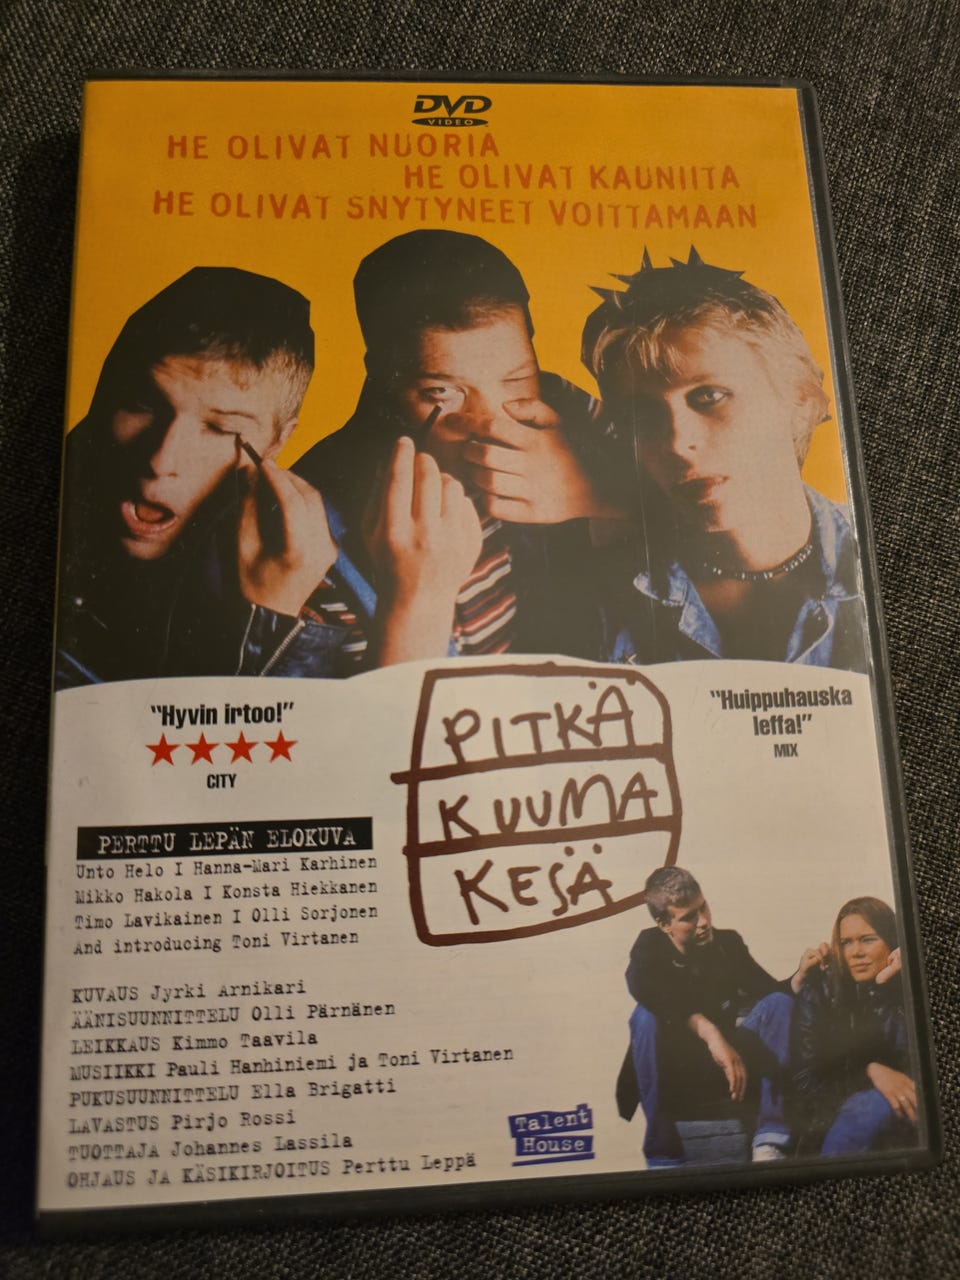 DVD
VIDEO
HE OLIVAT NUORIA
HE OLIVAT KAUNIITA
HE OLIVAT SNYTYNEET VOITTAMAAN
"Hyvin irtoo!"
CITY
"Huippuhauska
leffa!"
MIX
PITKÄ
KUUMA
KESÄ
PERTTU LEPÄN ELOKUVA
Unto Helo I Hanna-Mari Karhinen
Mikko Hakola I Konsta Hiekkanen
Timo Lavikainen I Olli Sorjonen
And introducing Toni Virtanen
KUVAUS Jyrki Arnikari
ÄÄNISUUNNITTELU Olli Pärnänen
LEIKKAUS Kimmo Taavila
MUSIIKKI Pauli Hanhiniemi ja Toni Virtanen
PUKUSUUNNITTELU Ella Brigatti
LAVASTUS Pirjo Rossi
TUOTTAJA Johannes Lassila
OHJAUS JA KÄSIKIRJOITUS Perttu Leppä
Talent
House